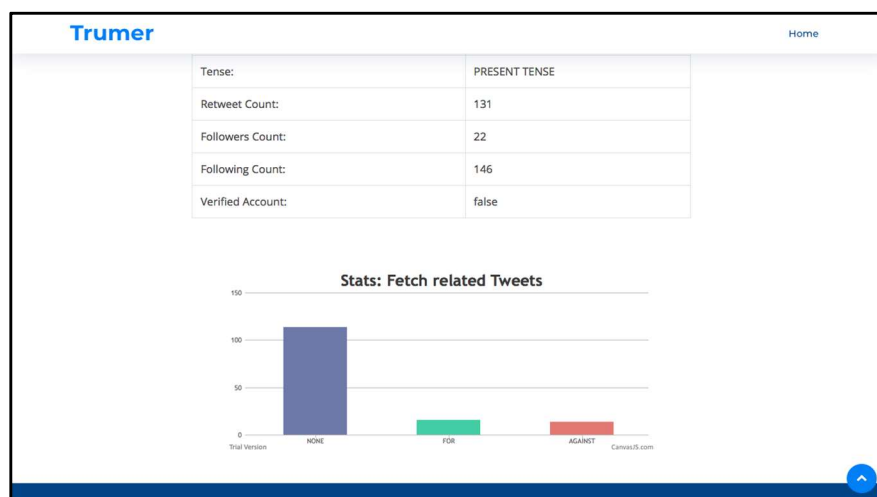 Trumer Home
Tense: PRESENT TENSE
Retweet Count: 131
Followers Count: 22
Following Count: 146
Verified Account: false
Stats: Fetch related Tweets
150
100
50
0
NONE FOR AGAINST
Trial Version CanvasJS.com